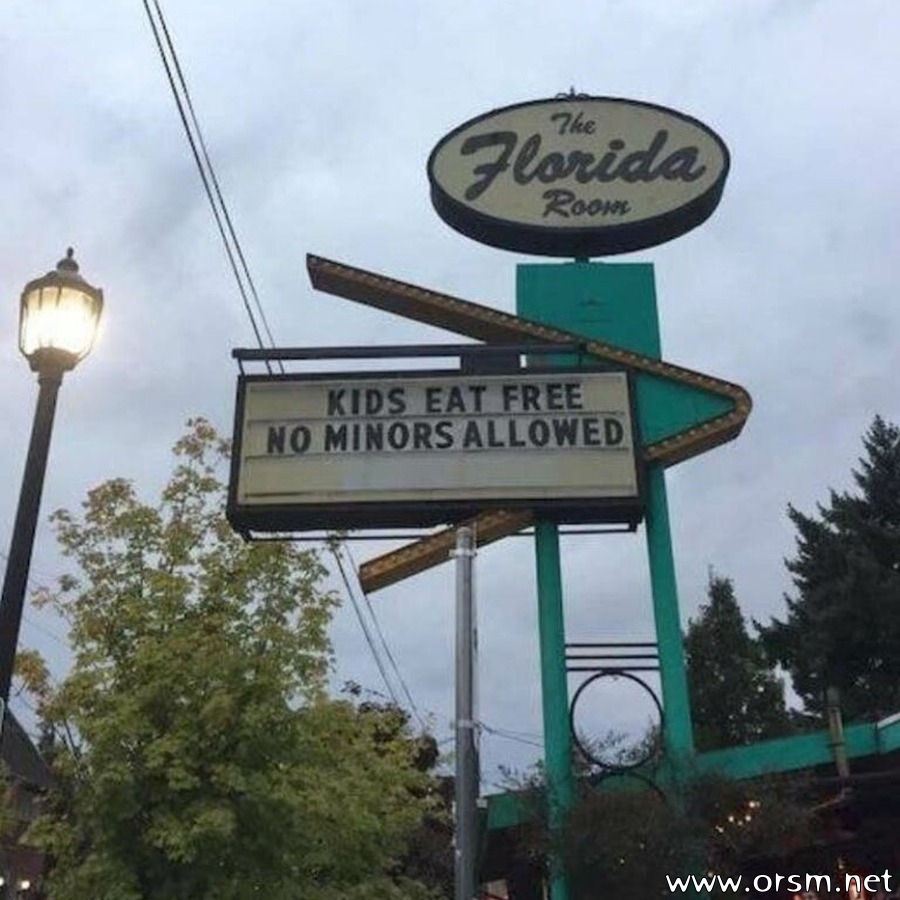 The
Florida
Room
KIDS EAT FREE
NO MINORS ALLOWED
www.orsm.net